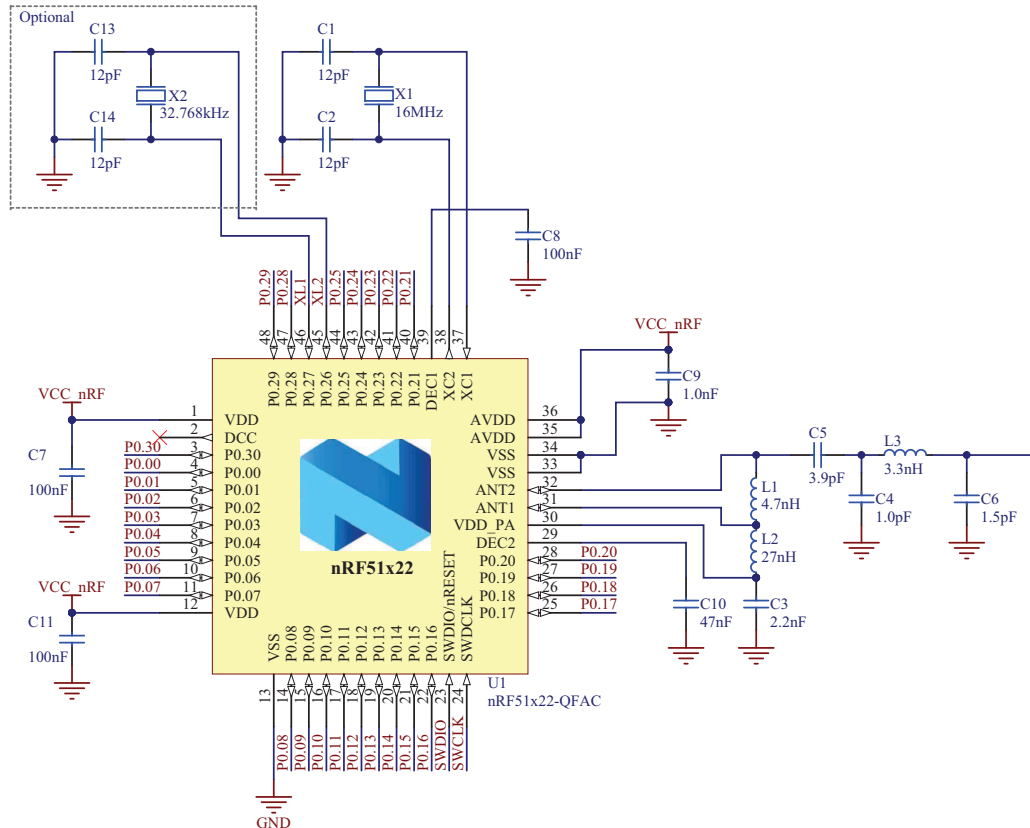 Optional
C13
12pF
X2
32.768kHz
C14
12pF
C1
12pF
X1
16MHz
C2
12pF
C8
100nF
P0.29
P0.28
XL1
XL2
P0.25
P0.24
P0.23
P0.22
P0.21
48
47
46
45
44
43
42
41
40
39
38
37
P0.29
P0.28
P0.27
P0.26
P0.25
P0.24
P0.23
P0.22
P0.21
DEC1
XC2
XC1
VCC_nRF
C7
100nF
VCC_nRF
C11
100nF
1 VDD
2 DCC
P0.30 3 P0.30
P0.00 4 P0.00
P0.01 5 P0.01
P0.02 6 P0.02
P0.03 7 P0.03
P0.04 8 P0.04
P0.05 9 P0.05
P0.06 10 P0.06
P0.07 11 P0.07
12 VDD
nRF51x22
AVDD 36
AVDD 35
VSS 34
VSS 33
ANT2 32
ANT1 31
VDD_PA 30
DEC2 29
P0.20 28 P0.20
P0.19 27 P0.19
P0.18 26 P0.18
P0.17 25 P0.17
VCC_nRF
C9
1.0nF
C5
3.9pF
L3
3.3nH
L1
4.7nH
L2
27nH
C4
1.0pF
C6
1.5pF
C10
47nF
C3
2.2nF
VSS
P0.08
P0.09
P0.10
P0.11
P0.12
P0.13
P0.14
P0.15
P0.16
SWDIO/nRESET
SWDCLK
13
14
15
16
17
18
19
20
21
22
23
24
P0.08
P0.09
P0.10
P0.11
P0.12
P0.13
P0.14
P0.15
P0.16
SWDIO
SWCLK
U1
nRF51x22-QFAC
GND